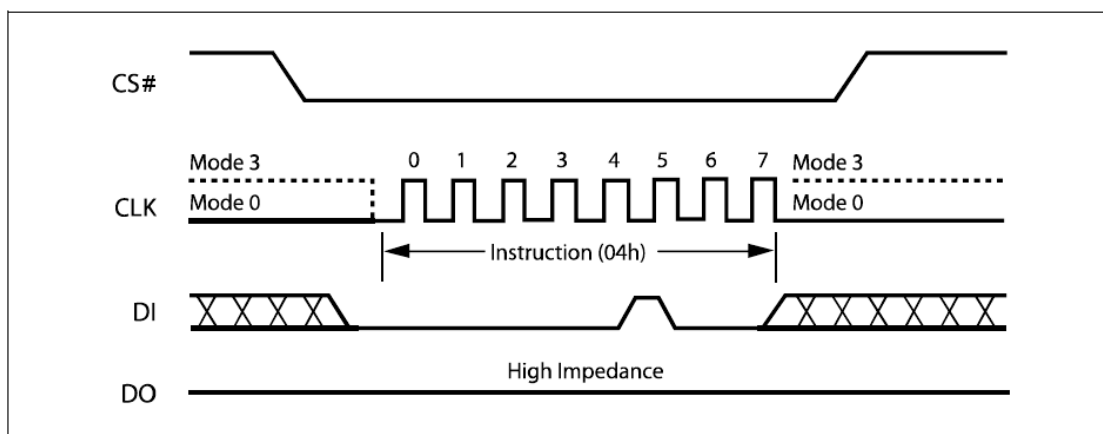 CS#
Mode 3 0 1 2 3 4 5 6 7 Mode 3
CLK Mode 0 Mode 0
Instruction (04h)
DI
High Impedance
DO